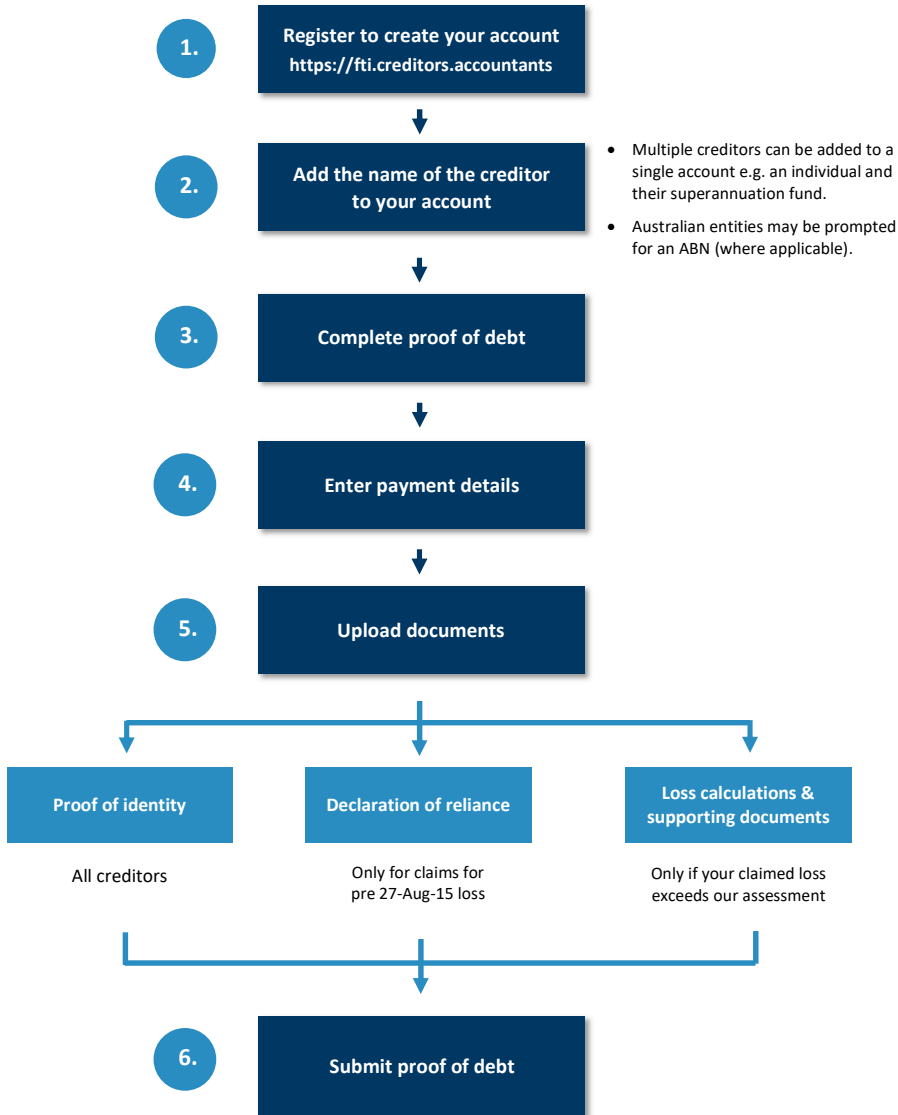 1.
Register to create your account
https://fti.creditors.accountants
2.
Add the name of the creditor
to your account
• Multiple creditors can be added to a
single account e.g. an individual and
their superannuation fund.
• Australian entities may be prompted
for an ABN (where applicable).
3.
Complete proof of debt
4.
Enter payment details
5.
Upload documents
Proof of identity
All creditors
Declaration of reliance
Only for claims for
pre 27-Aug-15 loss
Loss calculations &
supporting documents
Only if your claimed loss
exceeds our assessment
6.
Submit proof of debt